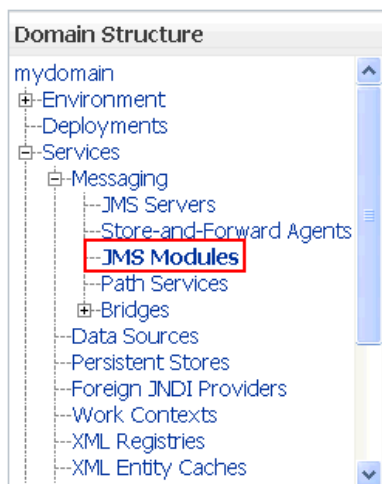 Domain Structure
mydomain
Environment
Deployments
Services
Messaging
JMS Servers
Store-and-Forward Agents
JMS Modules
Path Services
Bridges
Data Sources
Persistent Stores
Foreign JNDI Providers
Work Contexts
XML Registries
XML Entity Caches